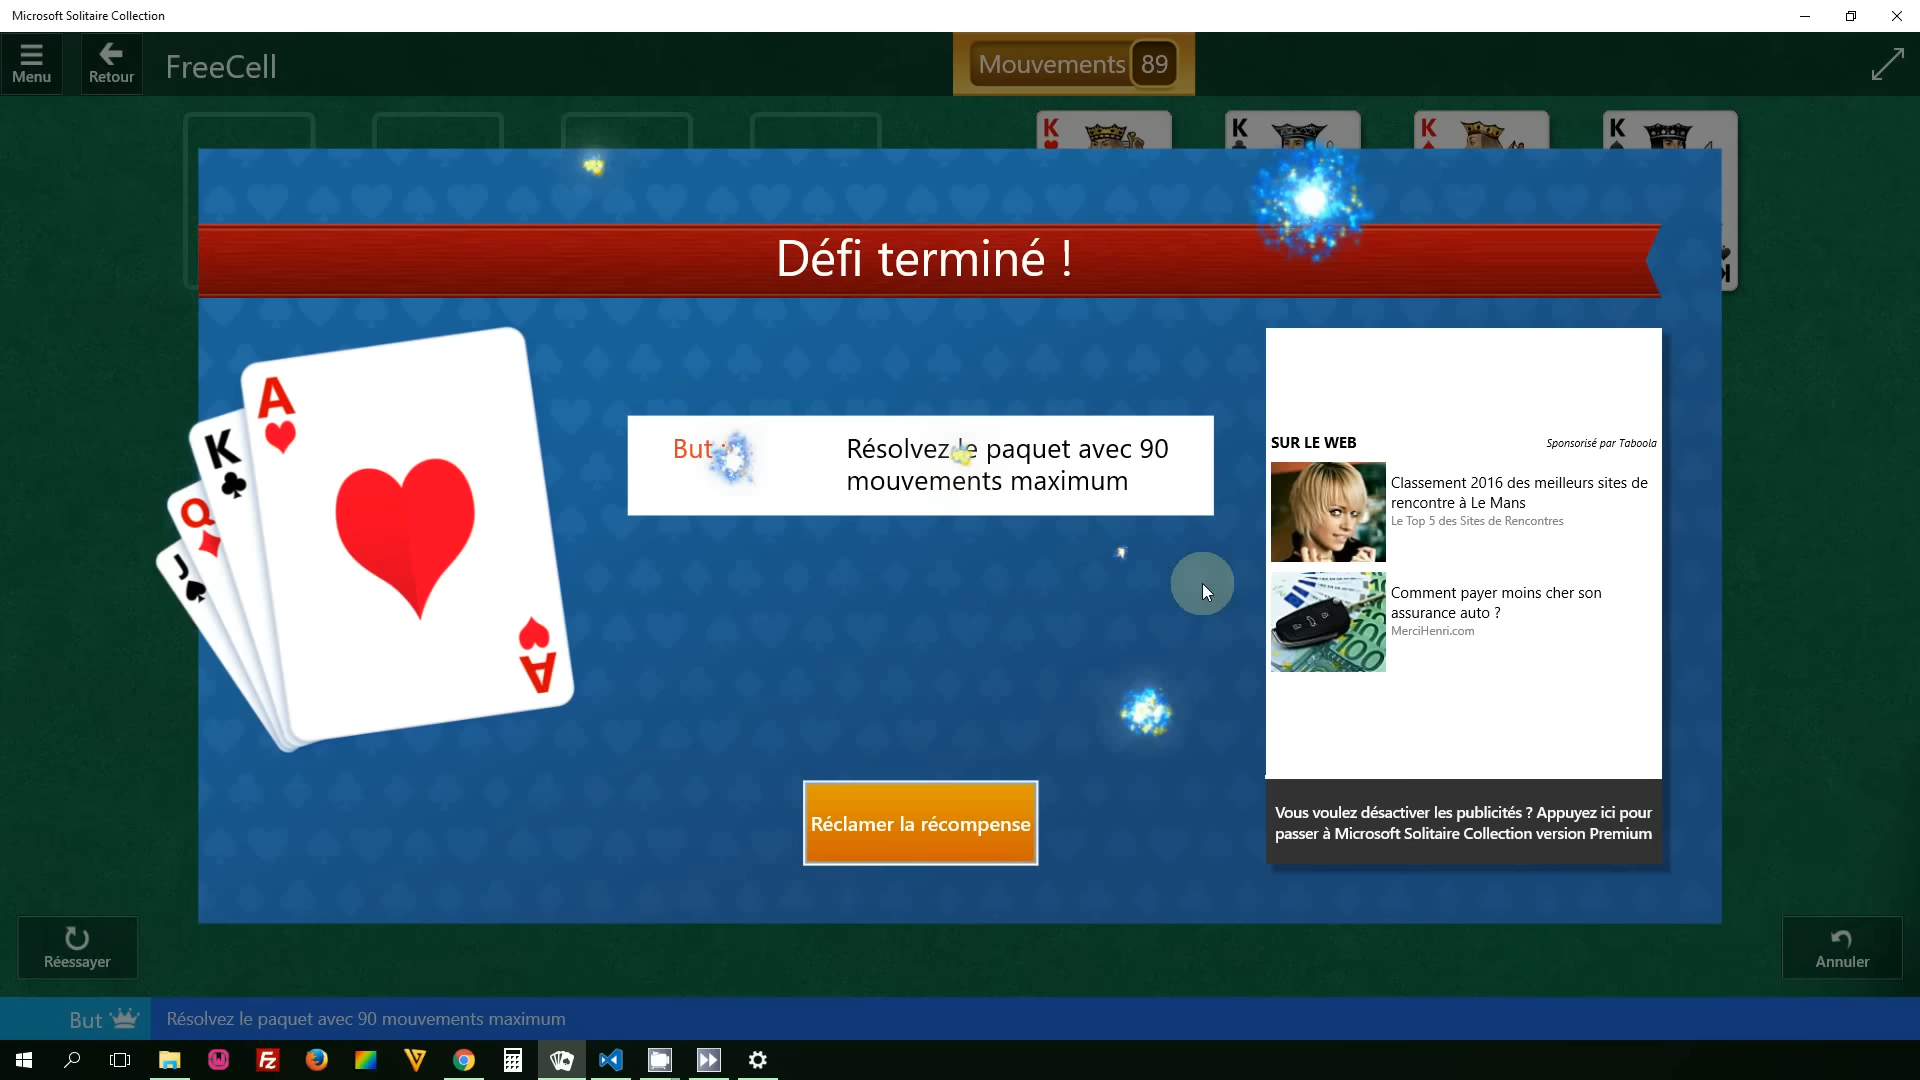 Microsoft Solitaire Collection
Menu
Retour
FreeCell
Mouvements 89
K
K
K
K
Défi terminé !
A
K
Q
J
A
But :
Résolvez le paquet avec 90
mouvements maximum
SUR LE WEB
Sponsorisé par Taboola
Classement 2016 des meilleurs sites de
rencontre à Le Mans
Le Top 5 des Sites de Rencontres
Comment payer moins cher son
assurance auto ?
MerciHenri.com
Réclamer la récompense
Vous voulez désactiver les publicités ? Appuyez ici pour
passer à Microsoft Solitaire Collection version Premium
Réessayer
Annuler
But
Résolvez le paquet avec 90 mouvements maximum